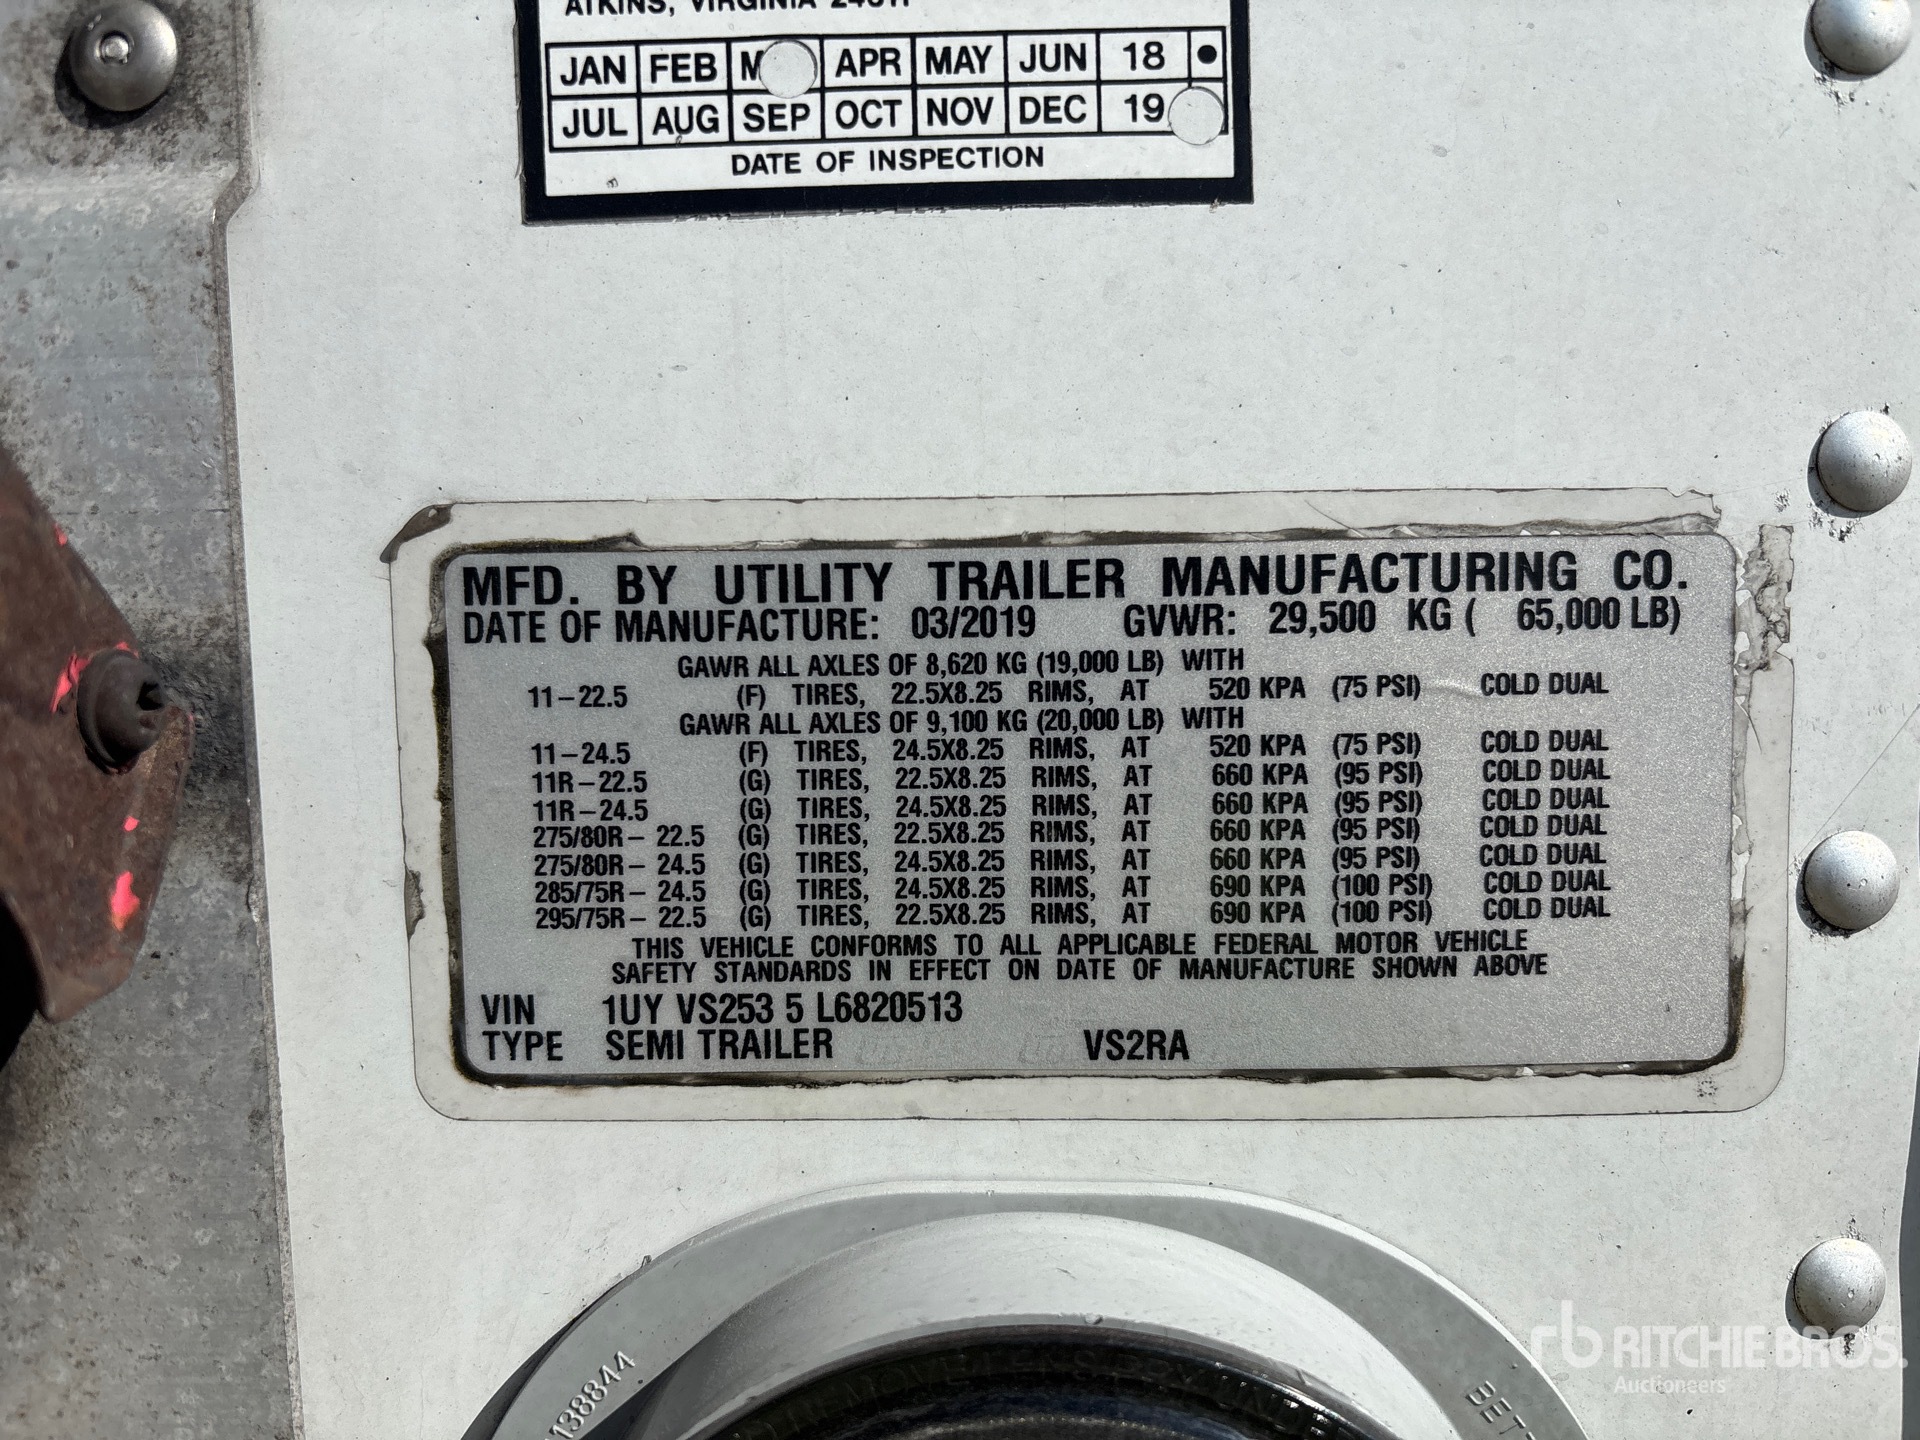 ATKINS, VIRGINIA
JAN FEB APR MAY JUN 18
JUL AUG SEP OCT NOV DEC 19
DATE OF INSPECTION
MFD. BY UTILITY TRAILER MANUFACTURING CO.
DATE OF MANUFACTURE: 03/2019 GVWR: 29,500 KG ( 65,000 LB)
GAWR ALL AXLES OF 8,620 KG (19,000 LB) WITH
11-22.5 (F) TIRES, 22.5X8.25 RIMS, AT 520 KPA (75 PSI) COLD DUAL
GAWR ALL AXLES OF 9,100 KG (20,000 LB) WITH
11-24.5 (F) TIRES, 24.5X8.25 RIMS, AT 520 KPA (75 PSI) COLD DUAL
11R-22.5 (G) TIRES, 22.5X8.25 RIMS, AT 660 KPA (95 PSI) COLD DUAL
11R-24.5 (G) TIRES, 24.5X8.25 RIMS, AT 660 KPA (95 PSI) COLD DUAL
275/80R- 22.5 (G) TIRES, 22.5X8.25 RIMS, AT 660 KPA (95 PSI) COLD DUAL
275/80R- 24.5 (G) TIRES, 24.5X8.25 RIMS, AT 660 KPA (95 PSI) COLD DUAL
285/75R- 24.5 (G) TIRES, 24.5X8.25 RIMS, AT 690 KPA (100 PSI) COLD DUAL
295/75R- 22.5 (G) TIRES, 22.5X8.25 RIMS, AT 690 KPA (100 PSI) COLD DUAL
THIS VEHICLE CONFORMS TO ALL APPLICABLE FEDERAL MOTOR VEHICLE
SAFETY STANDARDS IN EFFECT ON DATE OF MANUFACTURE SHOWN ABOVE
VIN 1UY VS253 5 L6820513
TYPE SEMI TRAILER VS2RA
138844
BET
rb RITCHIE BROS.
Auctioneers